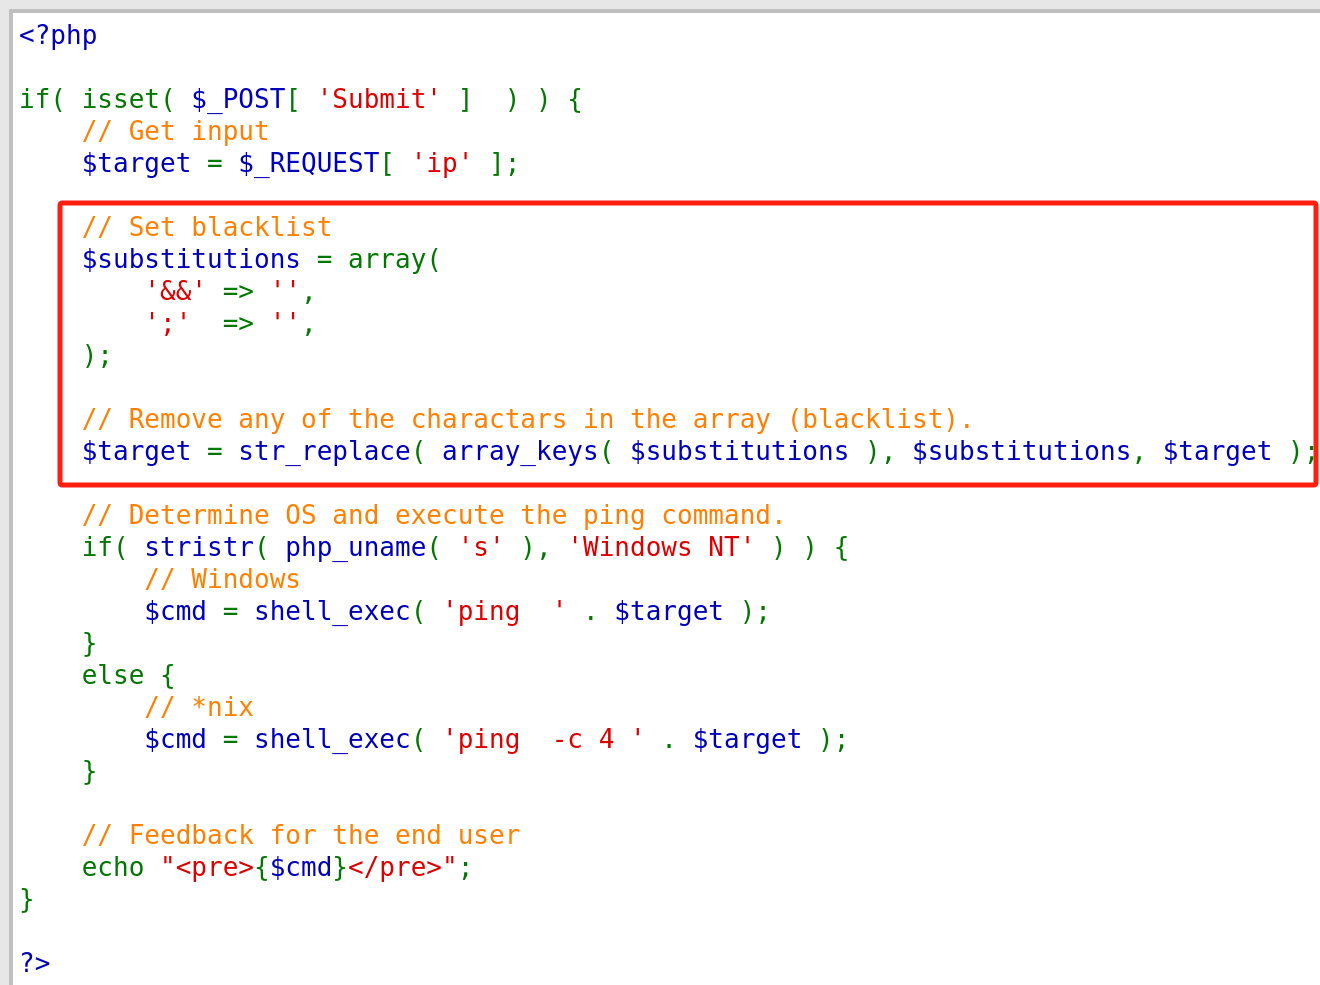 <?php

if( isset( $_POST[ 'Submit' ]  ) ) {
    // Get input
    $target = $_REQUEST[ 'ip' ];

    // Set blacklist
    $substitutions = array(
        '&&' => '',
        ';'  => '',
    );

    // Remove any of the charactars in the array (blacklist).
    $target = str_replace( array_keys( $substitutions ), $substitutions, $target );

    // Determine OS and execute the ping command.
    if( stristr( php_uname( 's' ), 'Windows NT' ) ) {
        // Windows
        $cmd = shell_exec( 'ping  ' . $target );
    }
    else {
        // *nix
        $cmd = shell_exec( 'ping  -c 4 ' . $target );
    }

    // Feedback for the end user
    echo "<pre>{$cmd}</pre>";
}

?>